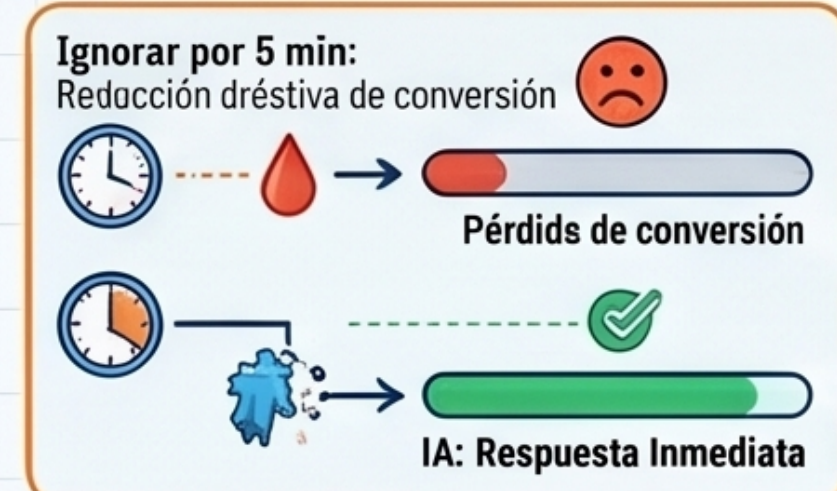 Ignorar por 5 min:
Redacción dréstiva de conversión
Pérdids de conversión
IA: Respuesta Inmediata